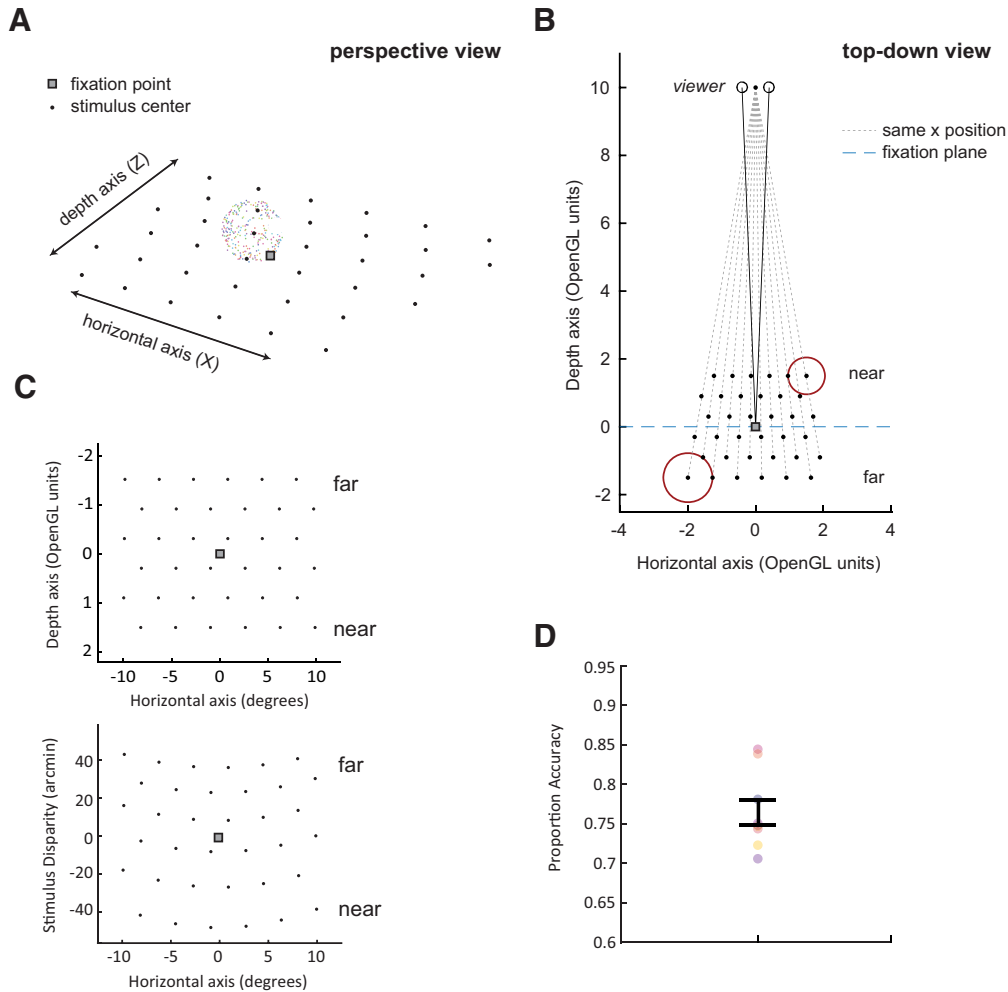 A
perspective view
fixation point
stimulus center
depth axis (Z)
horizontal axis (X)
B
top-down view
viewer
same x position
fixation plane
near
far
10
8
6
4
2
0
-2
-4
-2
0
2
4
Depth axis (OpenGL units)
Horizontal axis (OpenGL units)
C
-2
-1
0
1
2
far
near
-10
-5
0
5
10
Depth axis (OpenGL units)
Horizontal axis (degrees)
40
20
0
-20
-40
far
near
-10
-5
0
5
10
Stimulus Disparity (arcmin)
Horizontal axis (degrees)
D
0.95
0.9
0.85
0.8
0.75
0.7
0.65
0.6
Proportion Accuracy